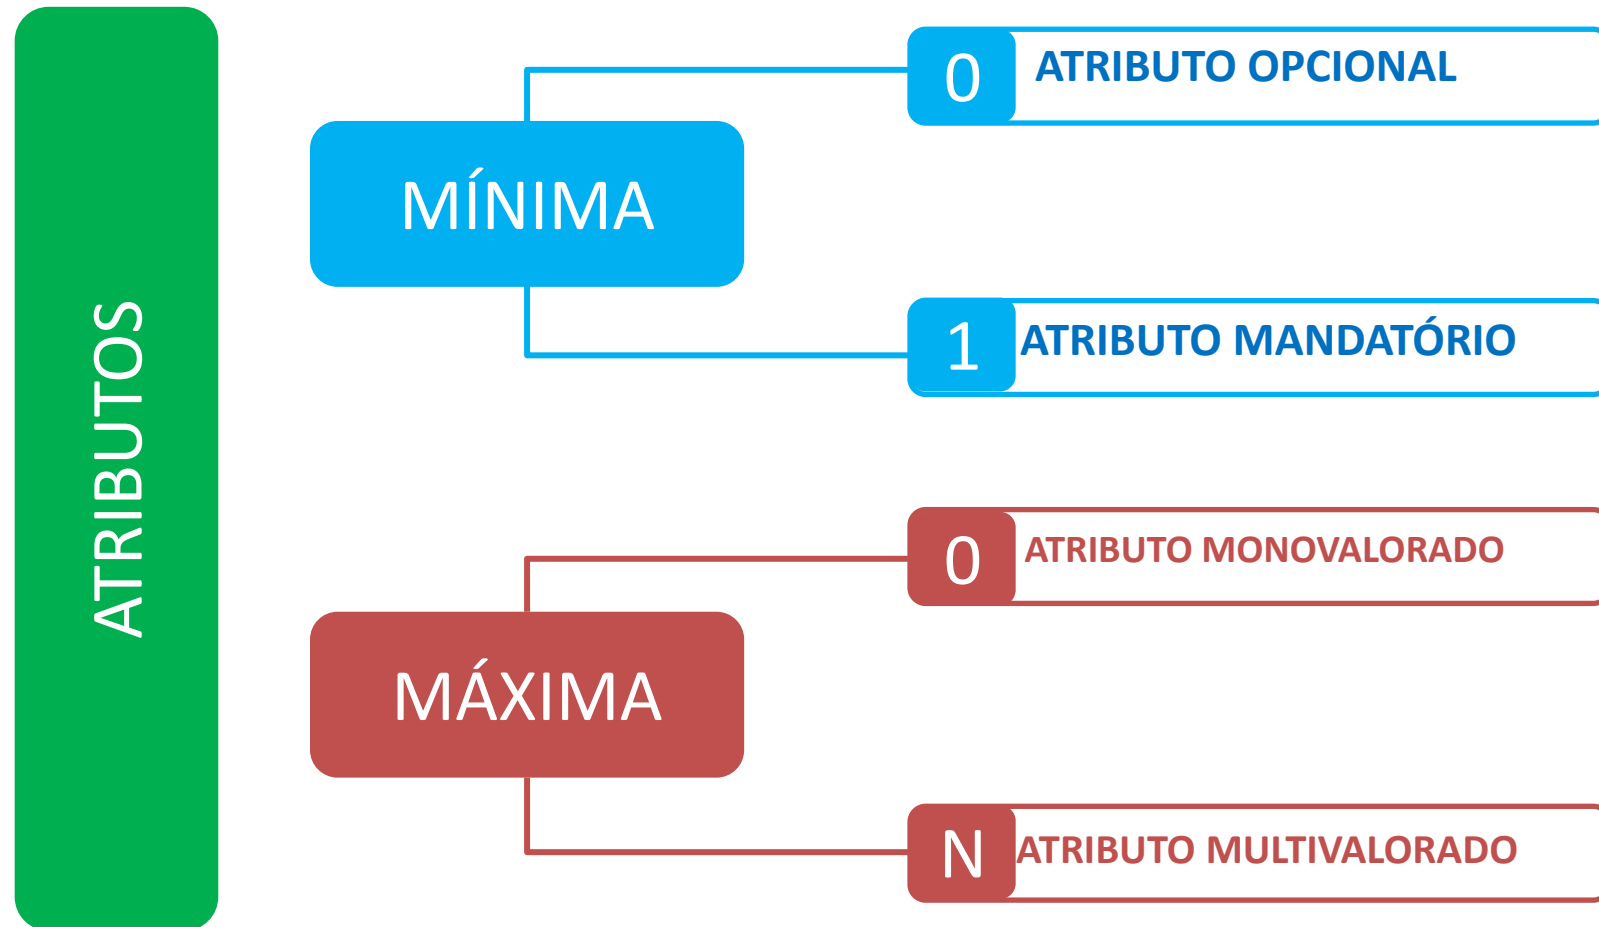 ATRIBUTOS
MÍNIMA
0
ATRIBUTO OPCIONAL
1
ATRIBUTO MANDATÓRIO
MÁXIMA
0
ATRIBUTO MONOVALORADO
N
ATRIBUTO MULTIVALORADO